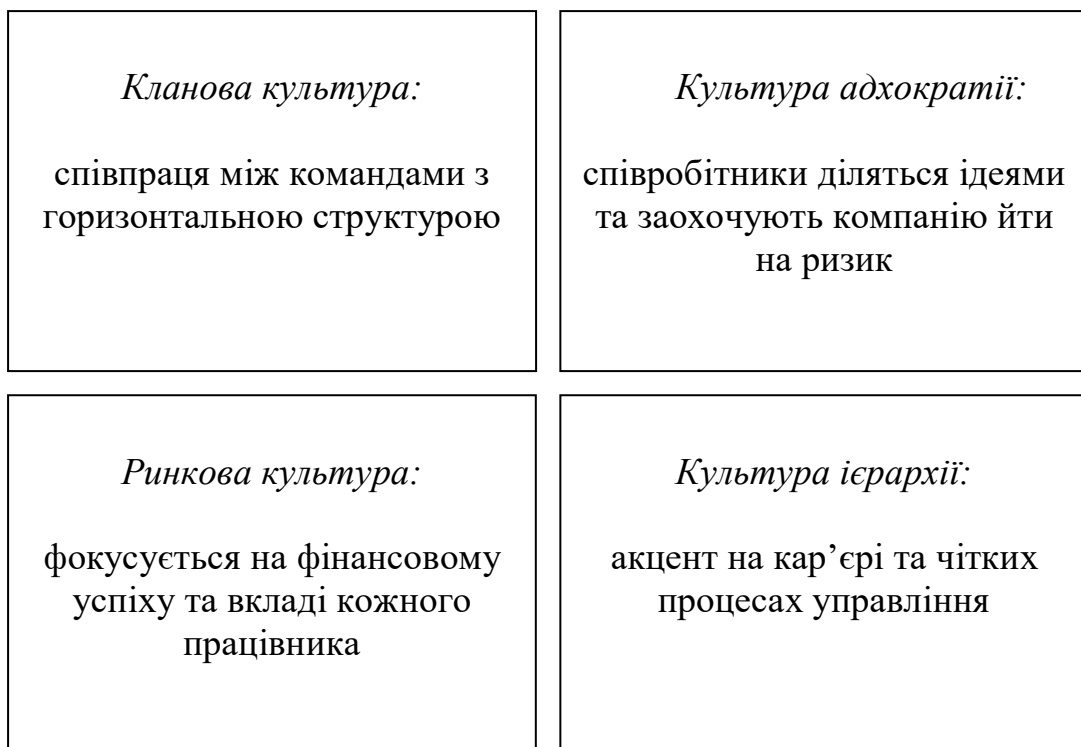 Кланова культура:
співпраця між командами з
горизонтальною структурою
Культура адхократії:
співробітники діляться ідеями
та заохочують компанію йти
на ризик
Ринкова культура:
фокусується на фінансовому
успіху та вкладі кожного
працівника
Культура ієрархії:
акцент на кар’єрі та чітких
процесах управління